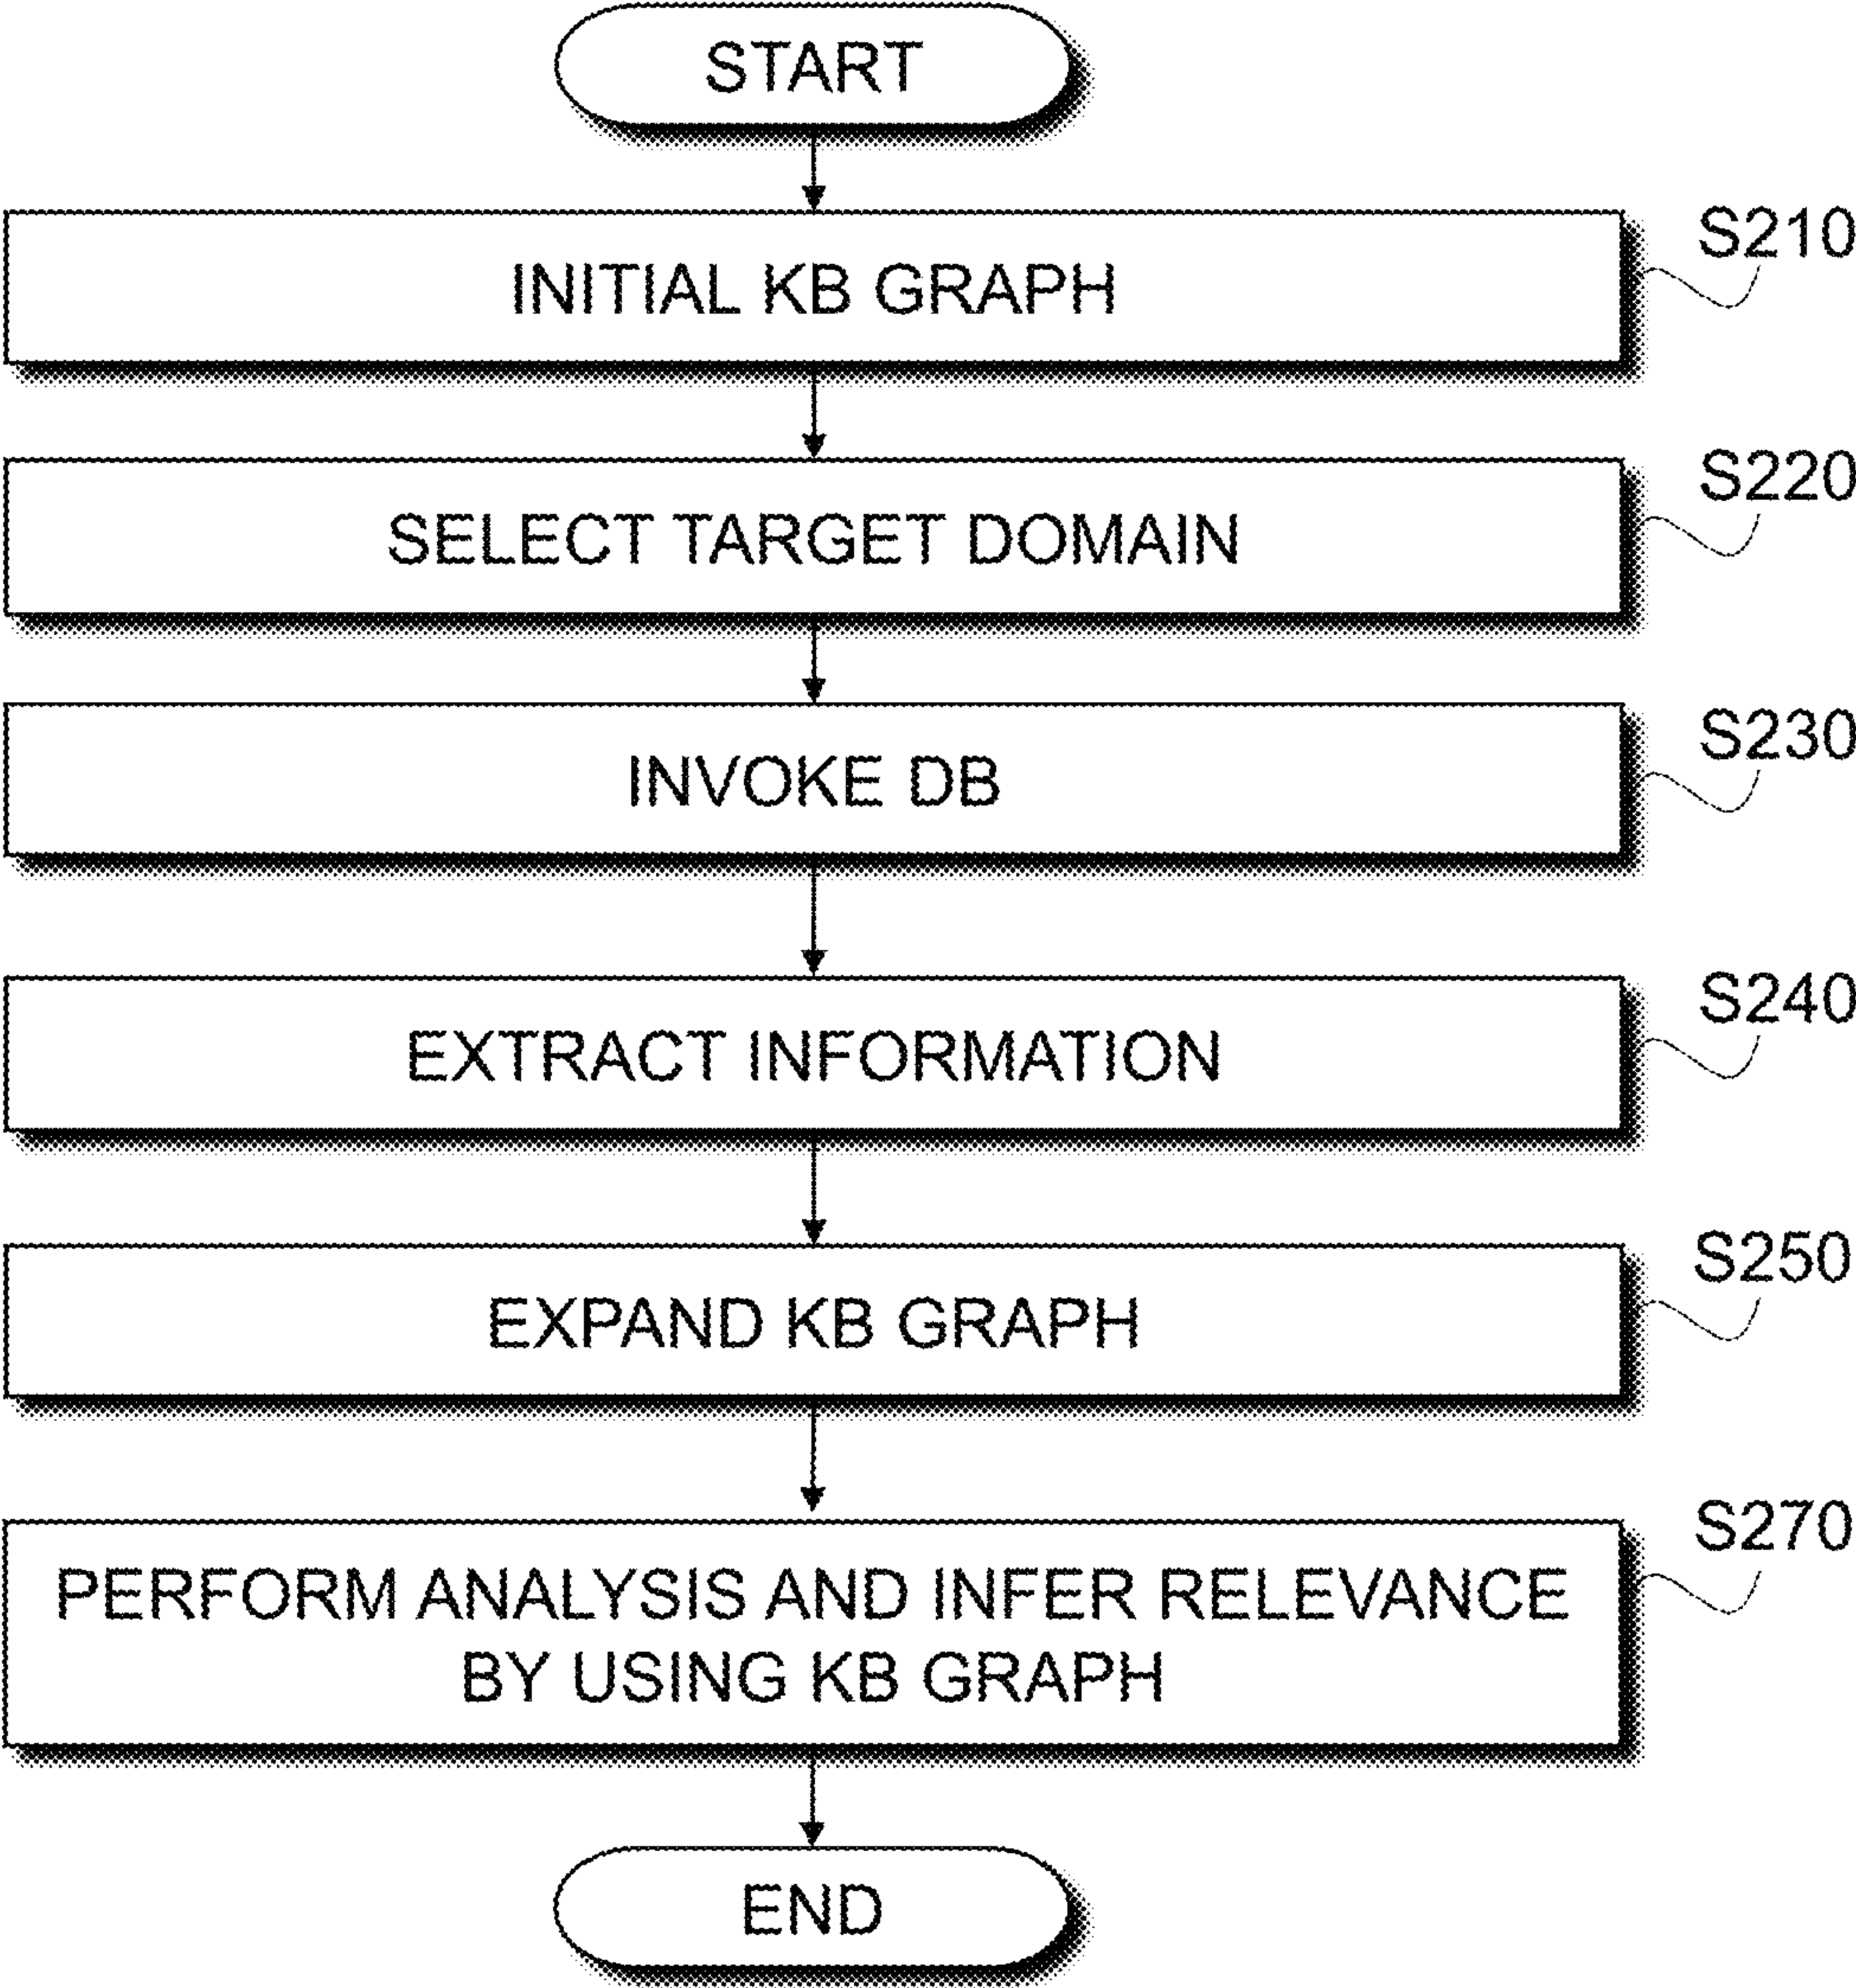 START
S210
INITIAL KB GRAPH
S220
SELECT TARGET DOMAIN
S230
INVOKE DB
S240
EXTRACT INFORMATION
S250
EXPAND KB GRAPH
S270
PERFORM ANALYSIS AND INFER RELEVANCE
BY USING KB GRAPH
END